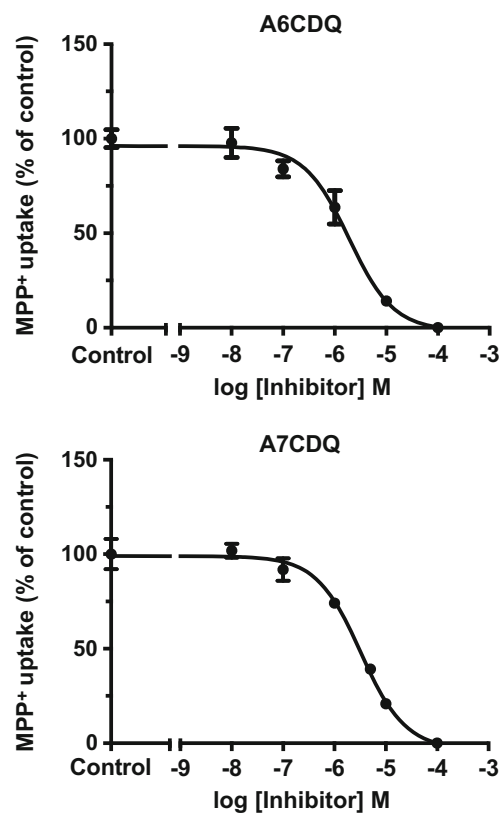 A6CDQ
150
100
50
0
MPP⁺ uptake (% of control)
Control -9 -8 -7 -6 -5 -4 -3
log [Inhibitor] M
A7CDQ
150
100
50
0
MPP⁺ uptake (% of control)
Control -9 -8 -7 -6 -5 -4 -3
log [Inhibitor] M